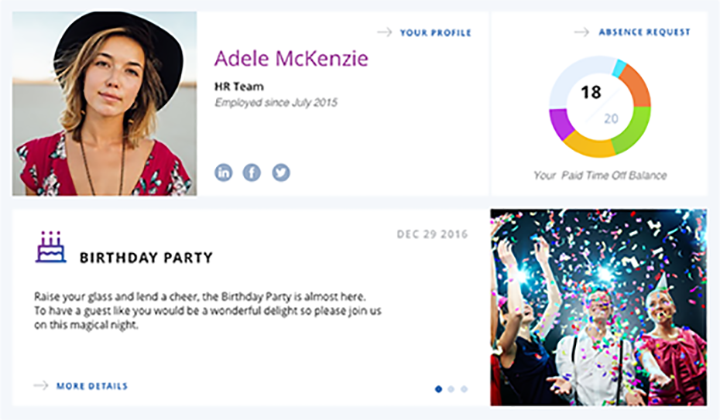 YOUR PROFILE
Adele McKenzie
HR Team
Employed since July 2015
in f
ABSENCE REQUEST
18
20
Your Paid Time Off Balance
DEC 29 2016
BIRTHDAY PARTY
Raise your glass and lend a cheer, the Birthday Party is almost here.
To have a guest like you would be a wonderful delight so please join us
on this magical night.
MORE DETAILS